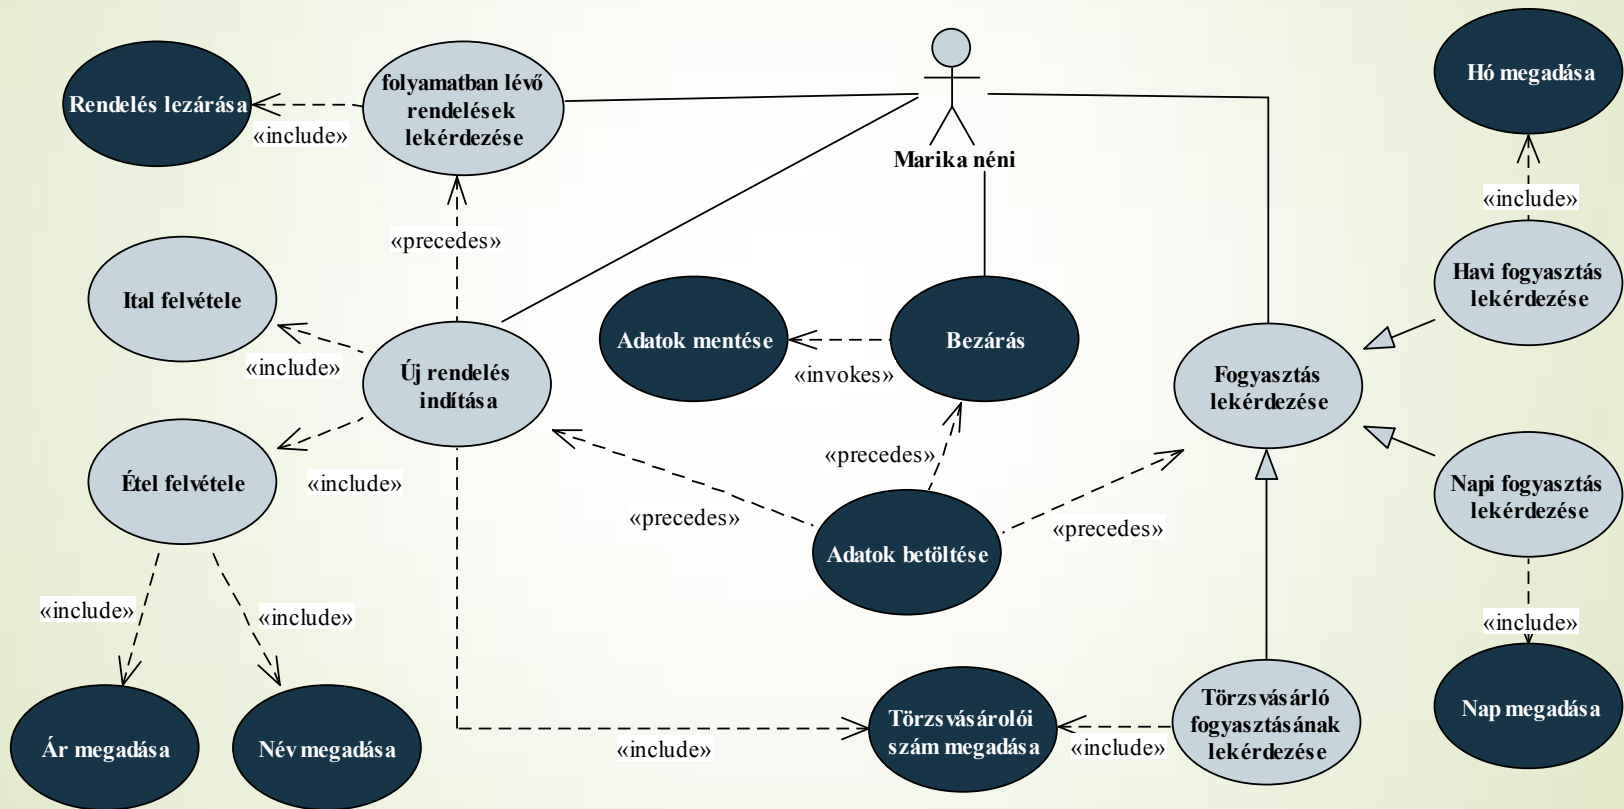 Rendelés lezárása
«include»
folyamatban lévő
rendelések
lekérdezése
Marika néni
Hó megadása
«include»
«precedes»
Havi fogyasztás
lekérdezése
Ital felvétele
«include»
Új rendelés
indítása
Adatok mentése
«invokes»
Bezárás
Fogyasztás
lekérdezése
Étel felvétele
«include»
«precedes»
«precedes»
«precedes»
Adatok betöltése
Napi fogyasztás
lekérdezése
«include»
«include»
«include»
Ár megadása
Név megadása
«include»
Törzsvásárolói
szám megadása
«include»
Törzsvásárló
fogyasztásának
lekérdezése
Nap megadása